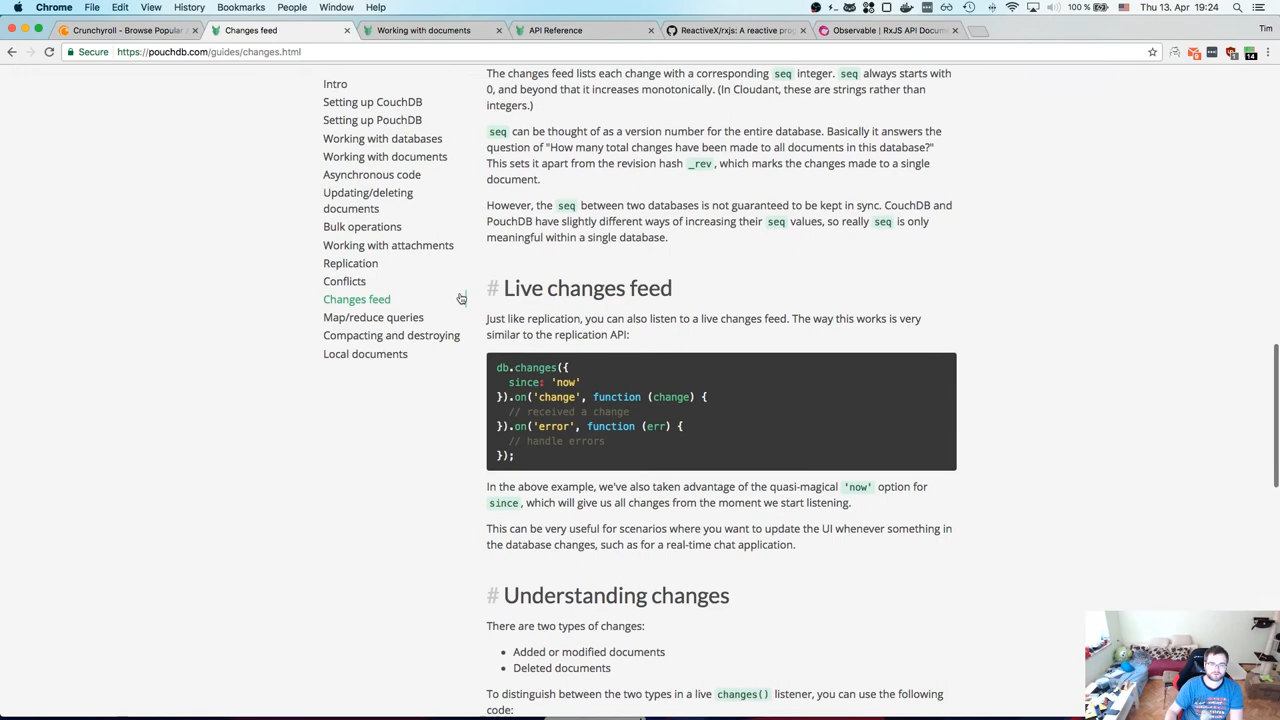 Chrome File Edit View History Bookmarks People Window Help 100 % Thu 13. Apr 19:24
Crunchyroll - Browse Popular Changes feed Working with documents API Reference ReactiveX/rxjs: A reactive pro Observable | RxJS API Docum Tim
Secure https://pouchdb.com/guides/changes.html
14
Intro
Setting up CouchDB
Setting up PouchDB
Working with databases
Working with documents
Asynchronous code
Updating/deleting
documents
Bulk operations
Working with attachments
Replication
Conflicts
Changes feed
Map/reduce queries
Compacting and destroying
Local documents
The changes feed lists each change with a corresponding seq integer. seq always starts with
0, and beyond that it increases monotonically. (In Cloudant, these are strings rather than
integers.)
seq can be thought of as a version number for the entire database. Basically it answers the
question of "How many total changes have been made to all documents in this database?"
This sets it apart from the revision hash _rev, which marks the changes made to a single
document.
However, the seq between two databases is not guaranteed to be kept in sync. CouchDB and
PouchDB have slightly different ways of increasing their seq values, so really seq is only
meaningful within a single database.
# Live changes feed
Just like replication, you can also listen to a live changes feed. The way this works is very
similar to the replication API:
db.changes({
since: 'now'
}).on('change', function (change) {
// received a change
}).on('error', function (err) {
// handle errors
});
In the above example, we've also taken advantage of the quasi-magical 'now' option for
since, which will give us all changes from the moment we start listening.
This can be very useful for scenarios where you want to update the UI whenever something in
the database changes, such as for a real-time chat application.
# Understanding changes
There are two types of changes:
• Added or modified documents
• Deleted documents
To distinguish between the two types in a live changes() listener, you can use the following
code: